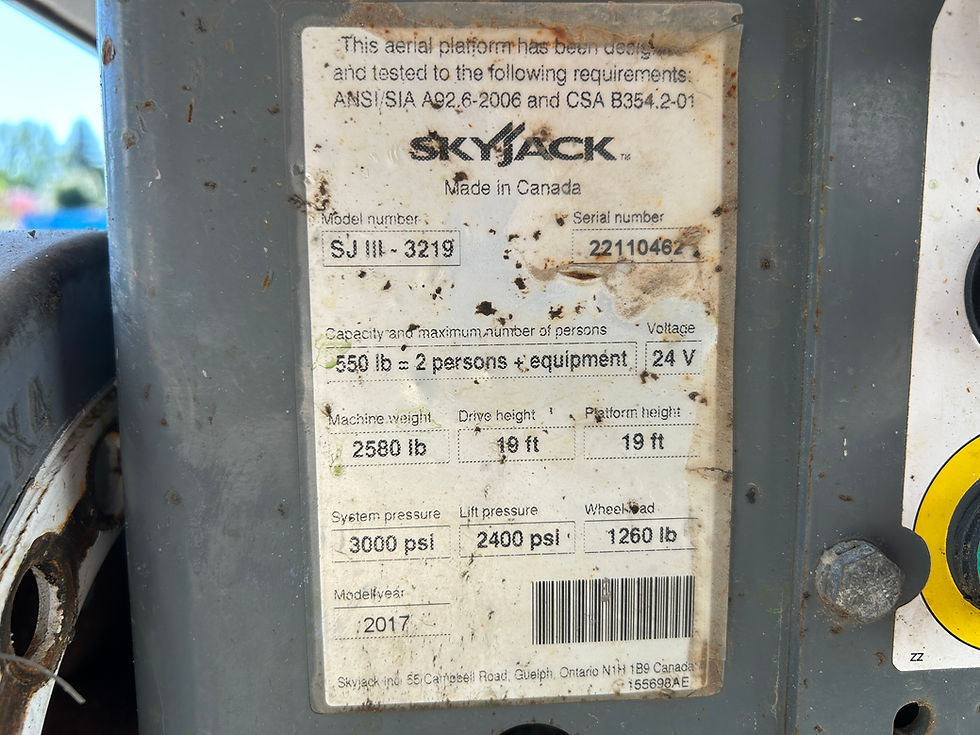 This aerial platform has been
and tested to the following requirements:
ANSI/SIA A92.6-2006 and CSA B354.2-01
SKYJACK™
Made in Canada
Model number Serial number
SJ III - 3219 22110462
Capacity and maximum number of persons Voltage
550 lb = 2 persons + equipment 24 V
Machine weight Drive height Platform height
2580 lb 19 ft 19 ft
System pressure Lift pressure Wheel load
3000 psi 2400 psi 1260 lb
Model year
2017
Skyjack Inc. 55 Campbell Road, Guelph, Ontario N1H 1B9 Canada
155698AE
ZZ